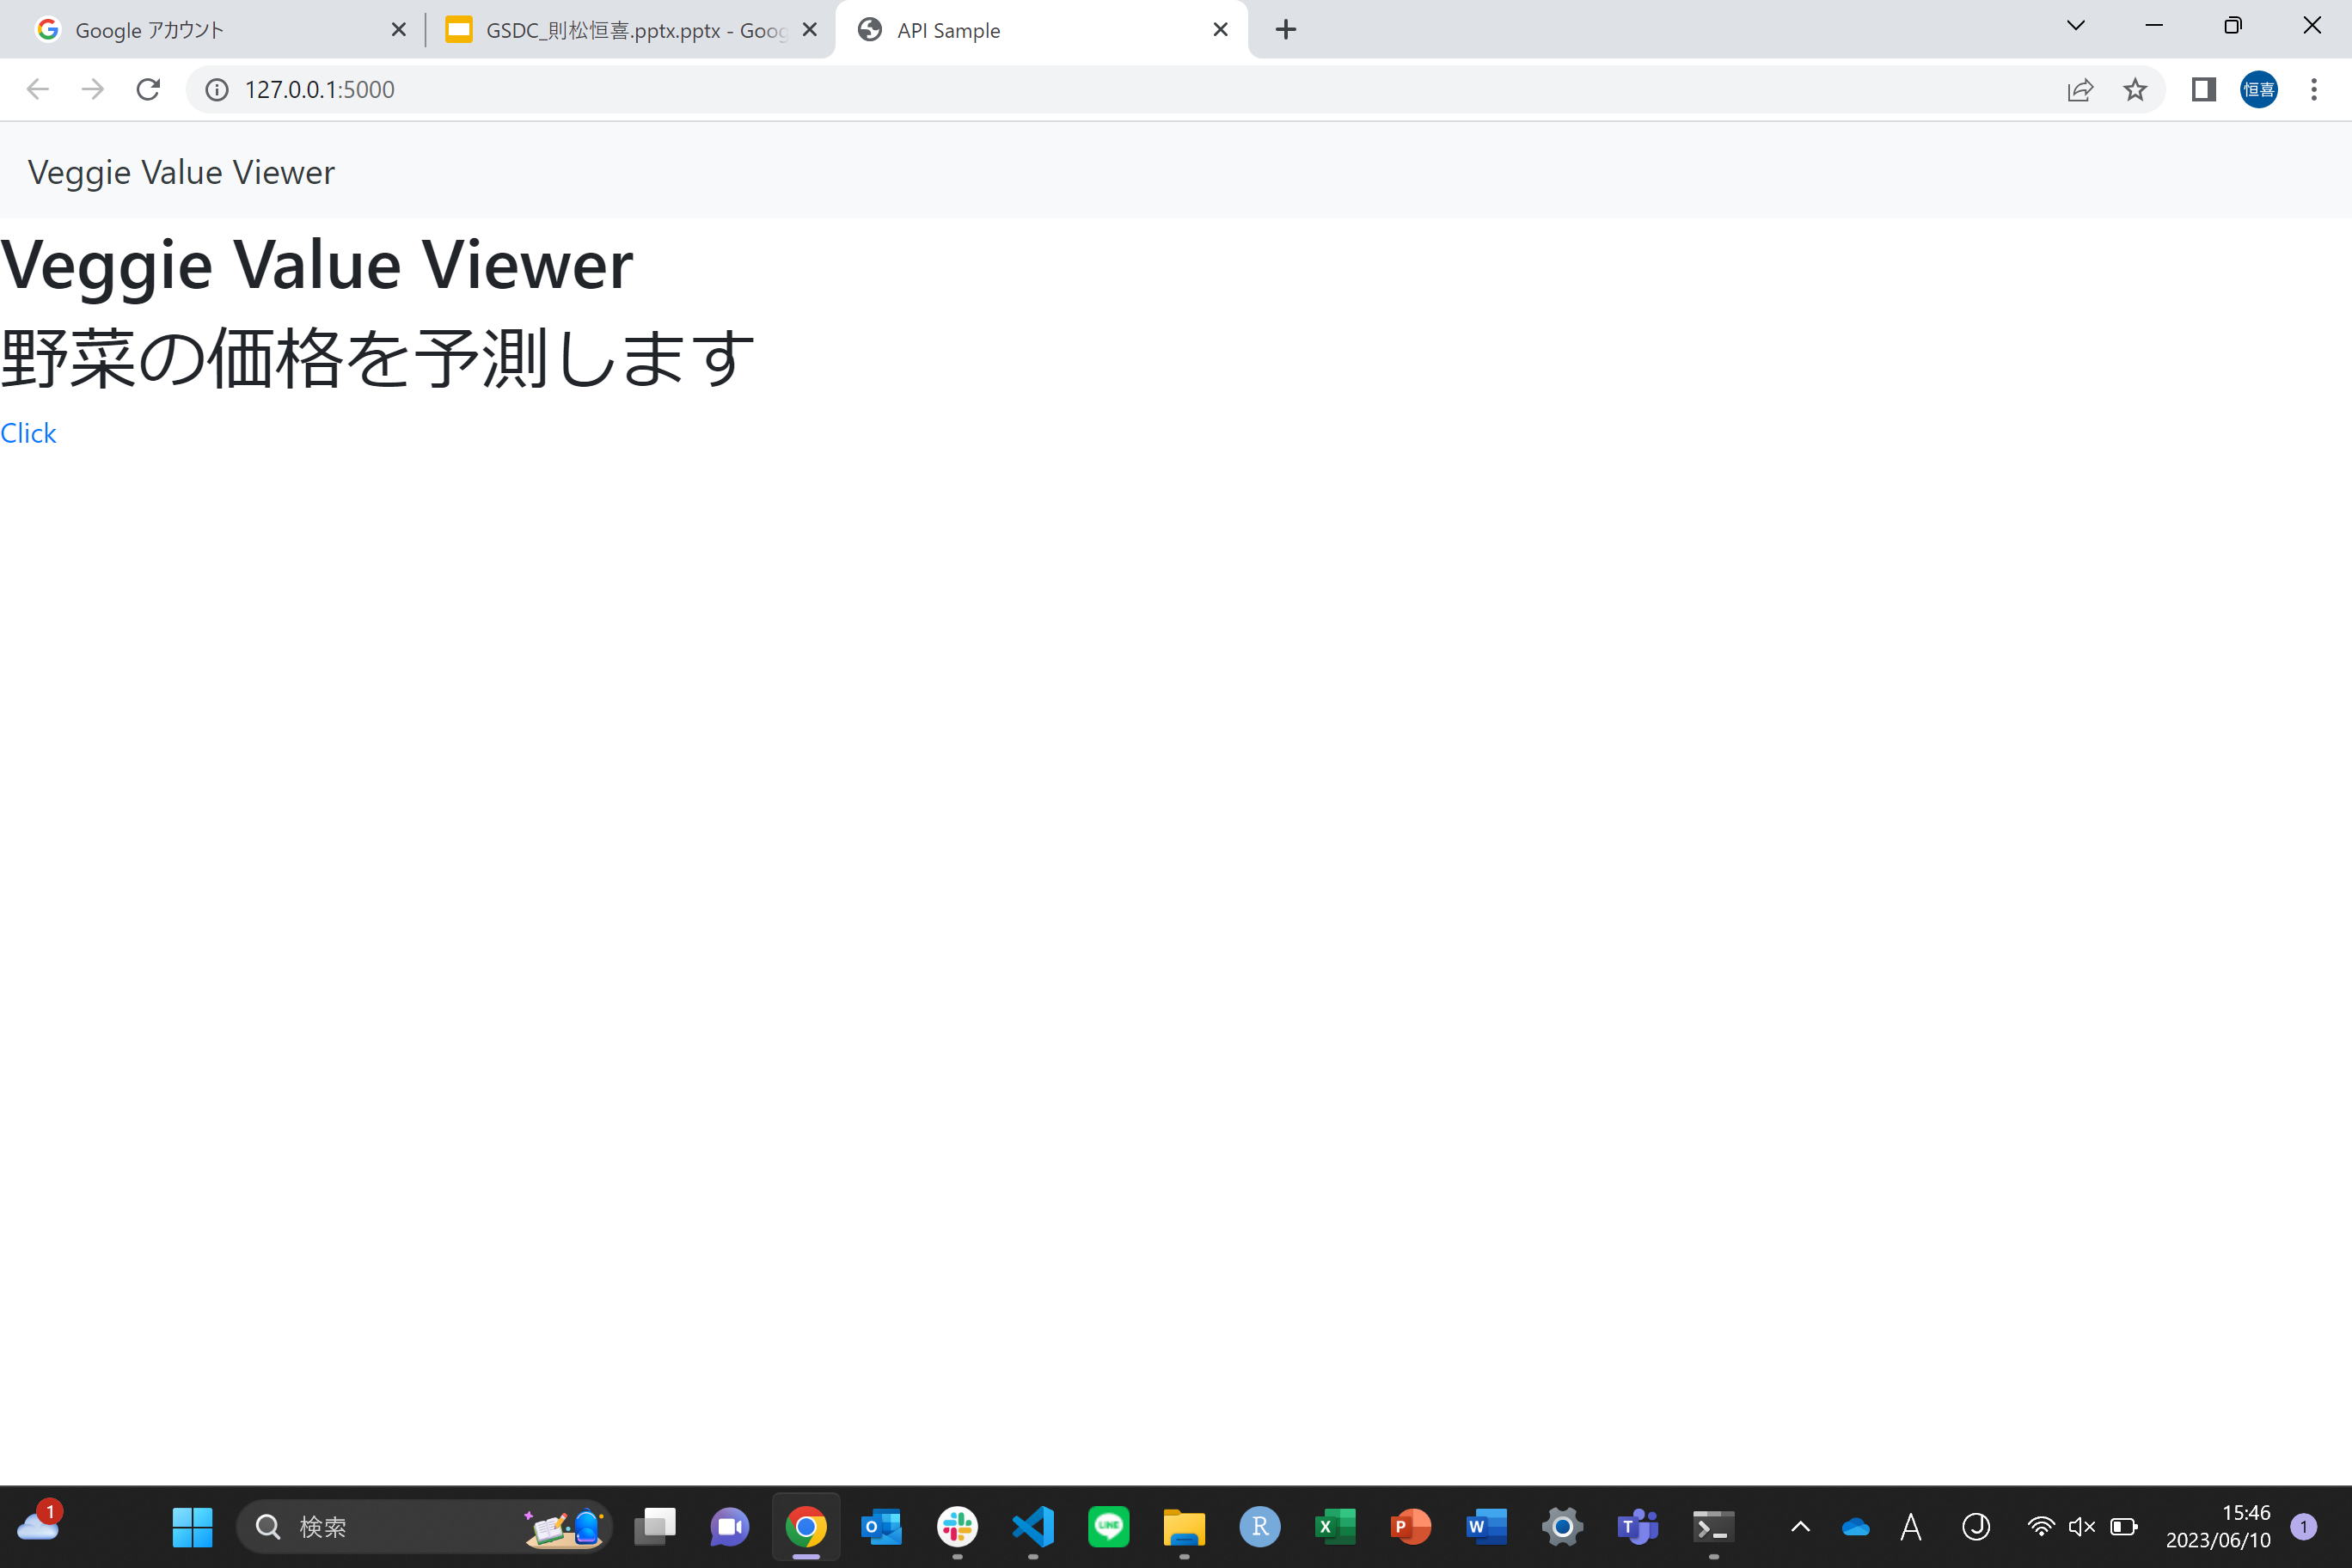 Google アカウント
GSDC_則松恒喜.pptx.pptx - Goog
API Sample
127.0.0.1:5000
恒喜
Veggie Value Viewer
Veggie Value Viewer
野菜の価格を予測します
Click
1
検索
LINE
R
X
P
W
T
A
J
15:46
2023/06/10
1